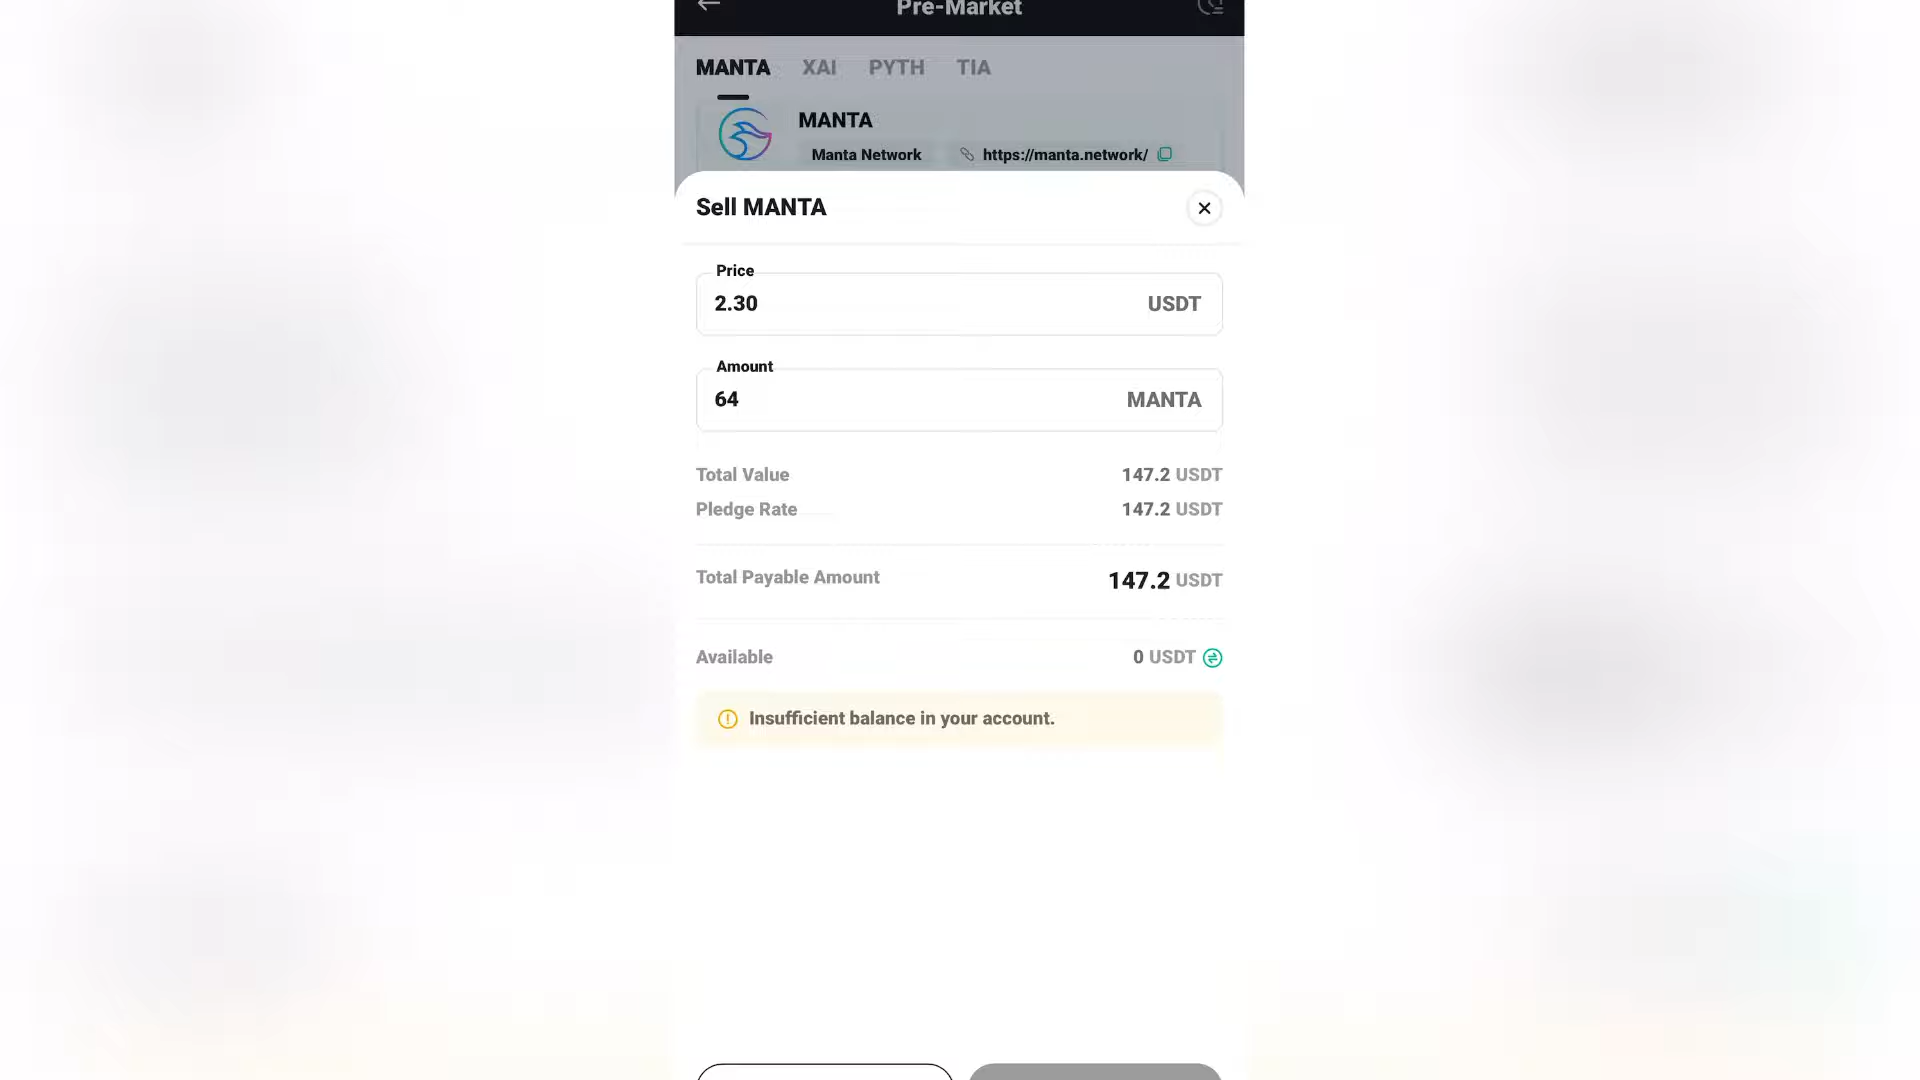 Pre-Market
MANTA XAI PYTH TIA
MANTA
Manta Network https://manta.network/
Sell MANTA
Price
2.30 USDT
Amount
64 MANTA
Total Value 147.2 USDT
Pledge Rate 147.2 USDT
Total Payable Amount 147.2 USDT
Available 0 USDT
Insufficient balance in your account.